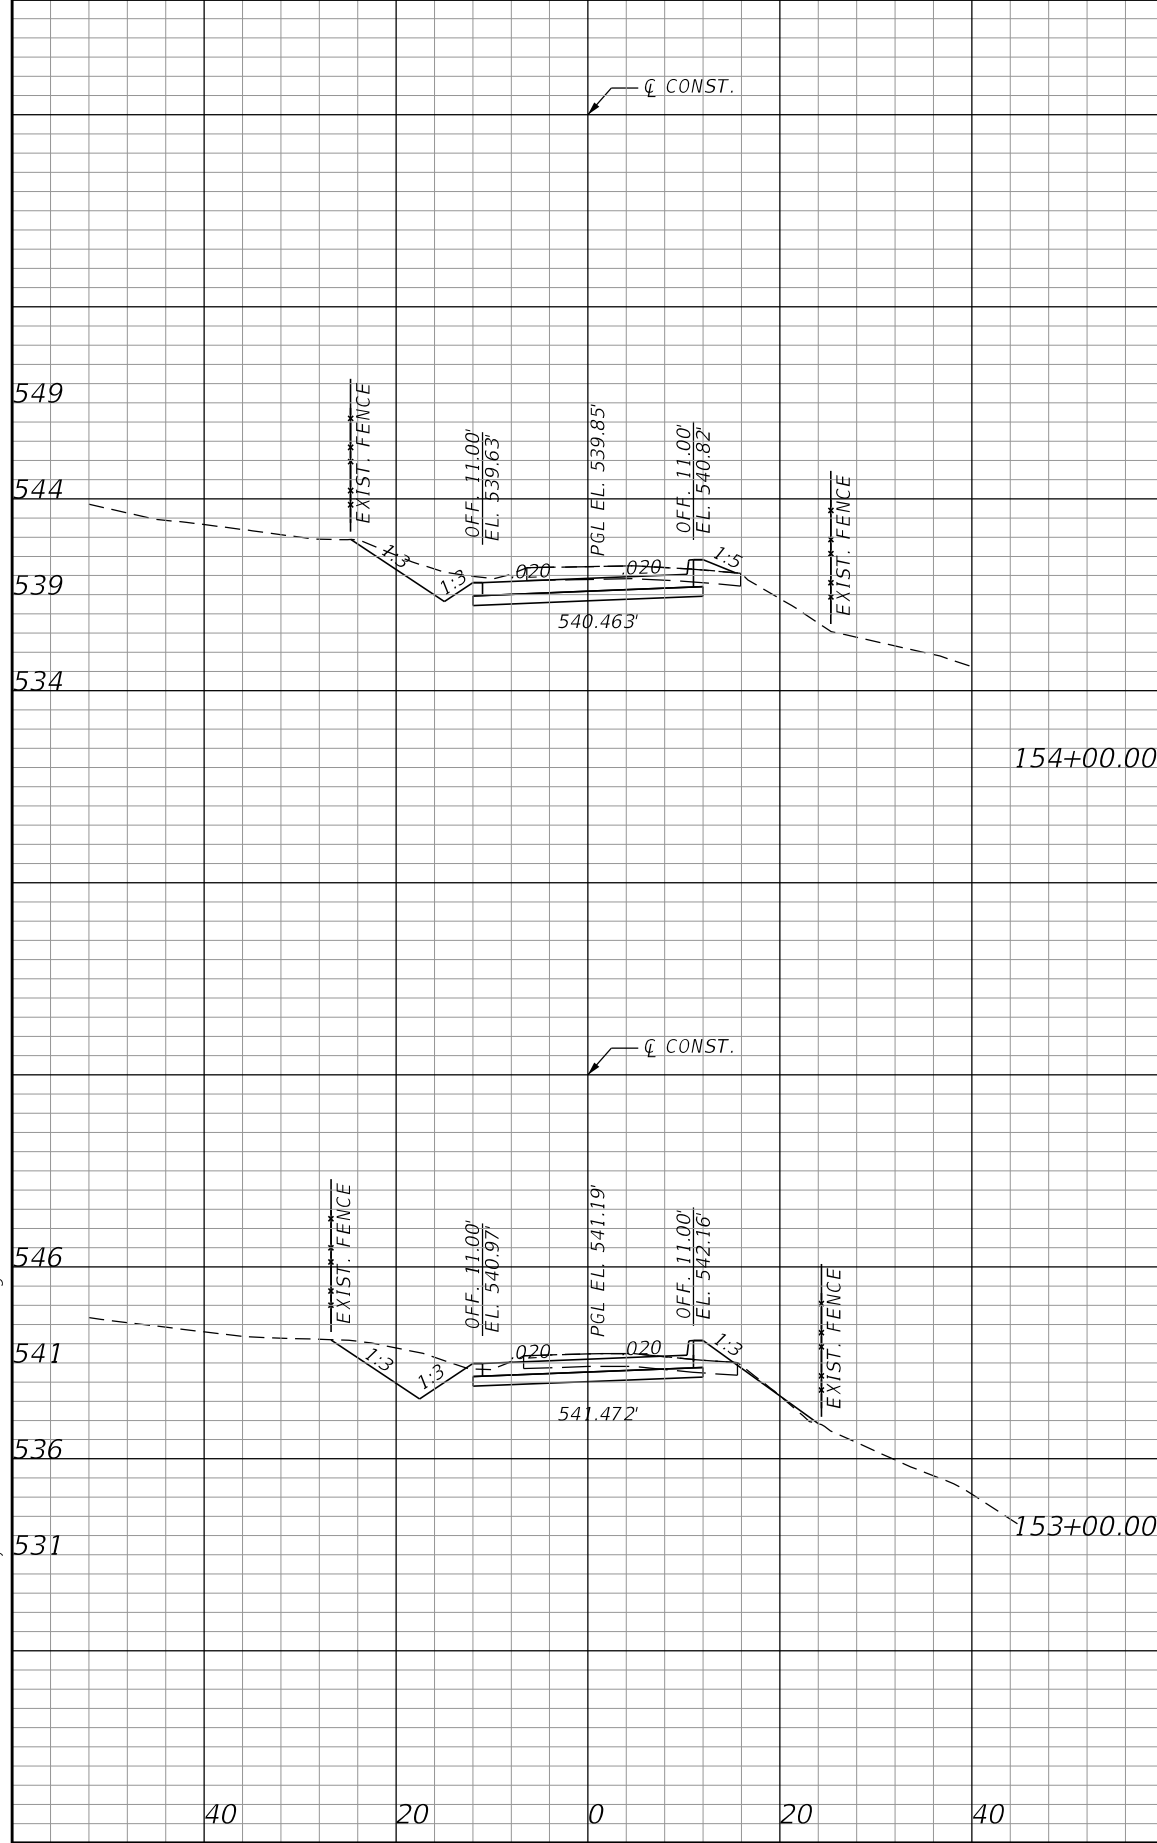 ℄ CONST.
549
544
539
534
EXIST. FENCE
OFF. 11.00'
EL. 539.63'
PGL EL. 539.85'
OFF. 11.00'
EL. 540.82'
EXIST. FENCE
1:3
1:3
.020
.020
1:5
540.463'
154+00.00
℄ CONST.
546
541
536
531
EXIST. FENCE
OFF. 11.00'
EL. 540.97'
PGL EL. 541.19'
OFF. 11.00'
EL. 542.16'
EXIST. FENCE
1:3
1:3
.020
.020
1:3
541.472'
153+00.00
40 20 0 20 40